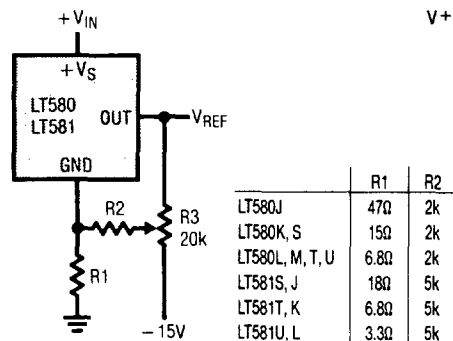 +VIN
V+
+VS
LT580
LT581
OUT
VREF
GND
R2
R3
20k
R1
−15V
R1 R2
LT580J 47Ω 2k
LT580K, S 15Ω 2k
LT580L, M, T, U 6.8Ω 2k
LT581S, J 18Ω 5k
LT581T, K 6.8Ω 5k
LT581U, L 3.3Ω 5k